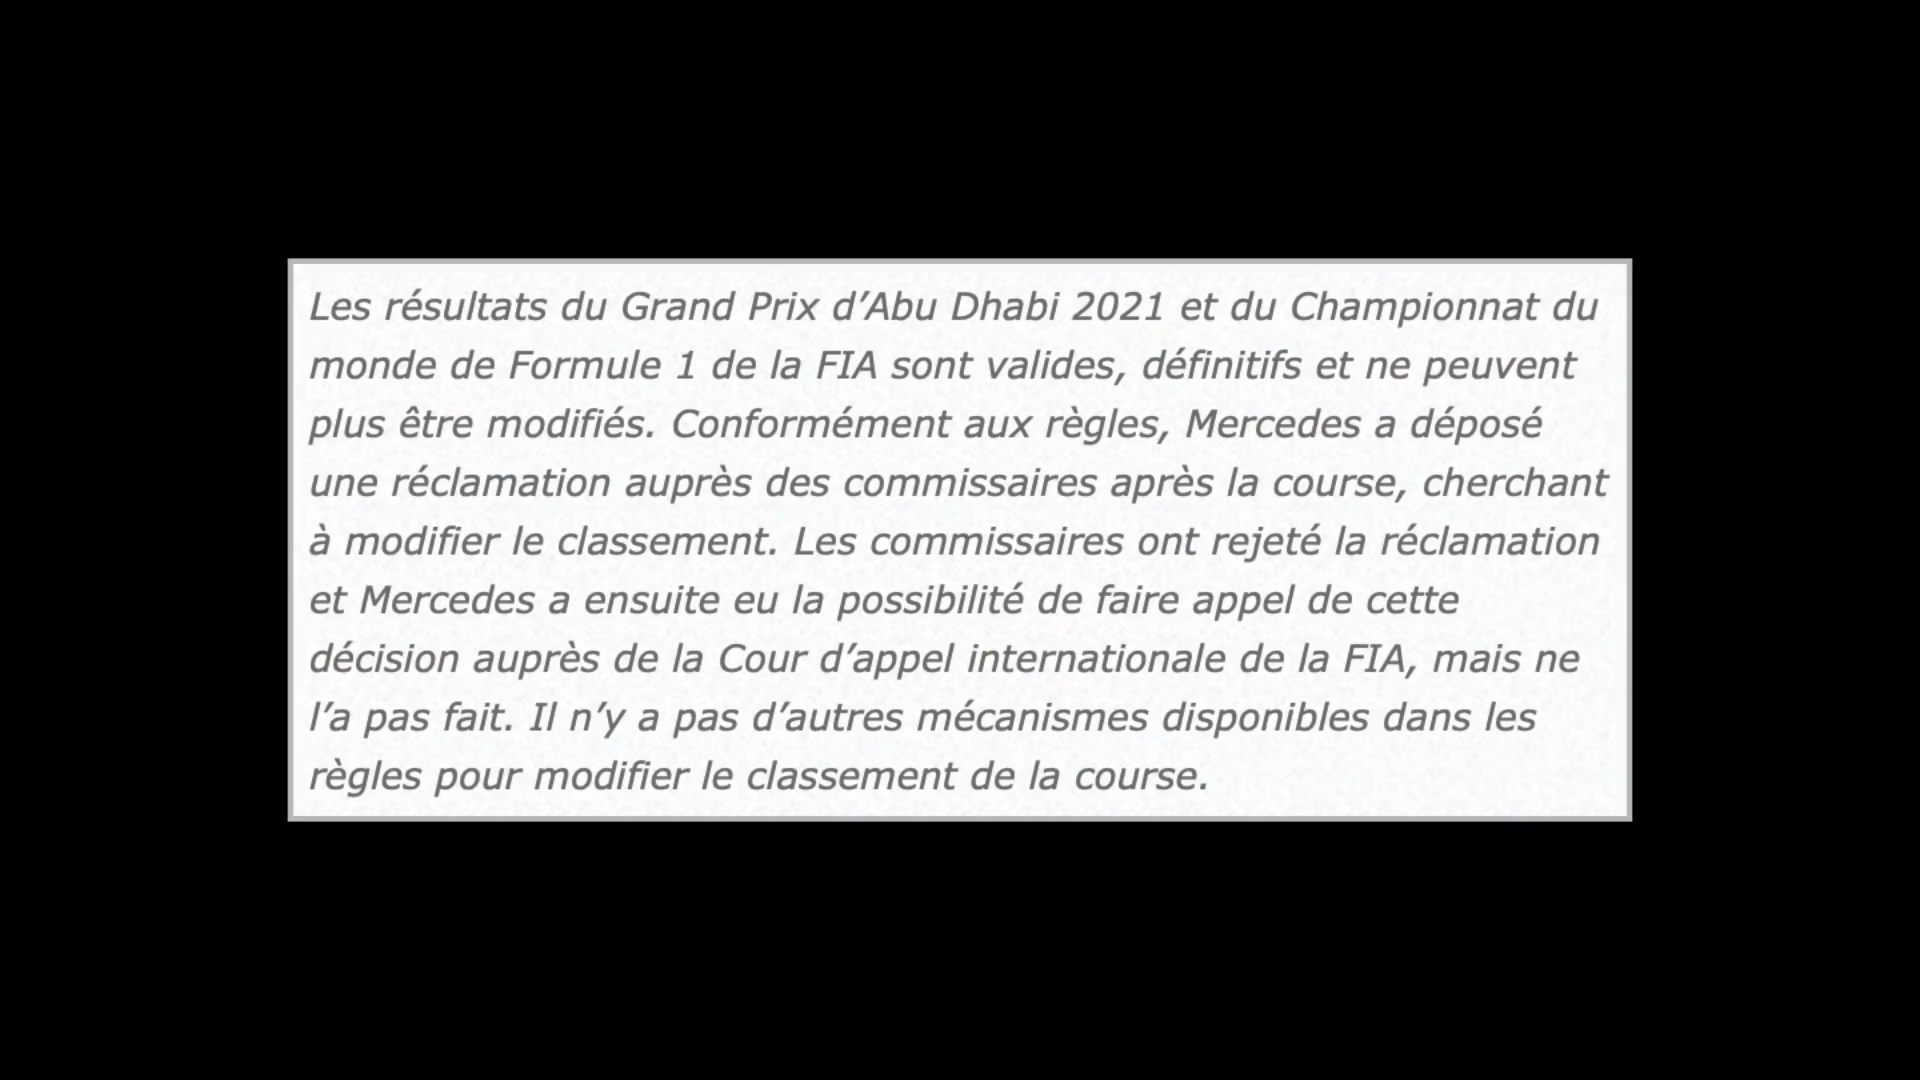 Les résultats du Grand Prix d’Abu Dhabi 2021 et du Championnat du
monde de Formule 1 de la FIA sont valides, définitifs et ne peuvent
plus être modifiés. Conformément aux règles, Mercedes a déposé
une réclamation auprès des commissaires après la course, cherchant
à modifier le classement. Les commissaires ont rejeté la réclamation
et Mercedes a ensuite eu la possibilité de faire appel de cette
décision auprès de la Cour d’appel internationale de la FIA, mais ne
l’a pas fait. Il n’y a pas d’autres mécanismes disponibles dans les
règles pour modifier le classement de la course.